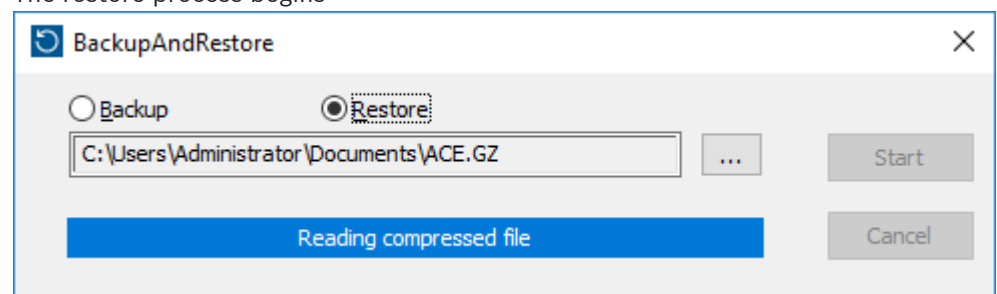 The restore process begins
BackupAndRestore
Backup Restore
C:\Users\Administrator\Documents\ACE.GZ ... Start
Reading compressed file Cancel